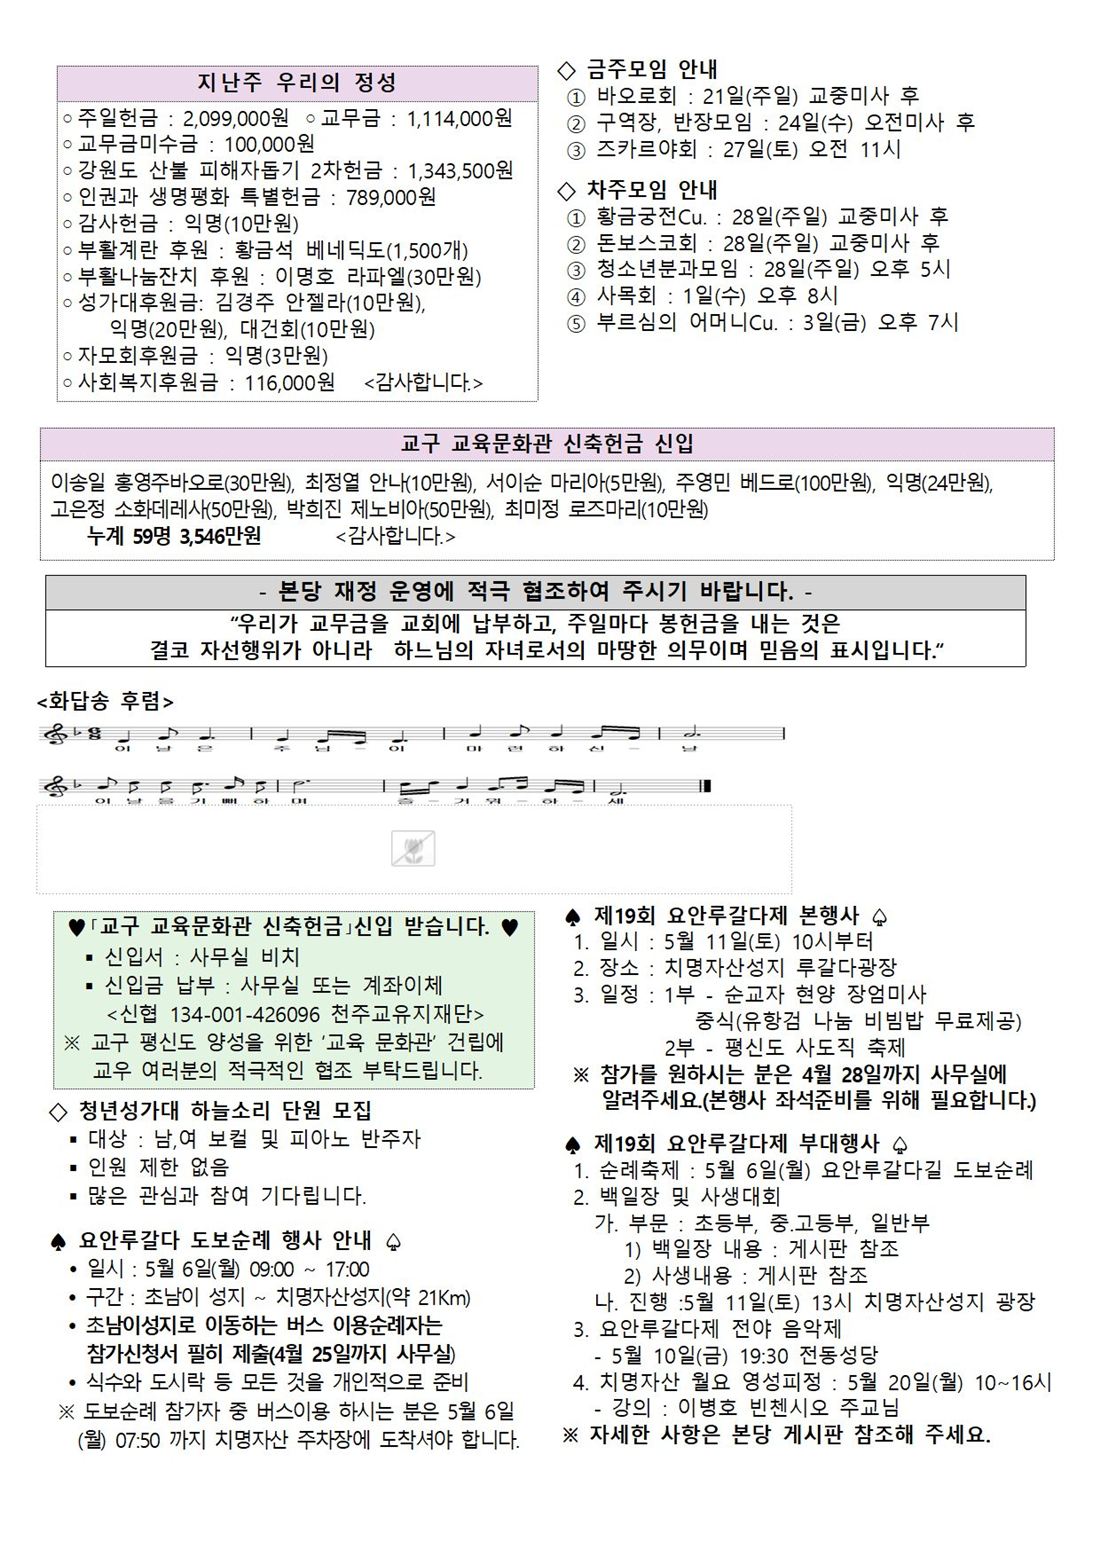 지난주 우리의 정성
○ 주일헌금 : 2,099,000원 ○ 교무금 : 1,114,000원
○ 교무금미수금 : 100,000원
○ 강원도 산불 피해자돕기 2차헌금 : 1,343,500원
○ 인권과 생명평화 특별헌금 : 789,000원
○ 감사헌금 : 익명(10만원)
○ 부활계란 후원 : 황금석 베네딕도(1,500개)
○ 부활나눔잔치 후원 : 이명호 라파엘(30만원)
○ 성가대후원금: 김경주 안젤라(10만원),
익명(20만원), 대건회(10만원)
○ 자모회후원금 : 익명(3만원)
○ 사회복지후원금 : 116,000원 <감사합니다.>
◇ 금주모임 안내
① 바오로회 : 21일(주일) 교중미사 후
② 구역장, 반장모임 : 24일(수) 오전미사 후
③ 즈카르야회 : 27일(토) 오전 11시
◇ 차주모임 안내
① 황금궁전Cu. : 28일(주일) 교중미사 후
② 돈보스코회 : 28일(주일) 교중미사 후
③ 청소년분과모임 : 28일(주일) 오후 5시
④ 사목회 : 1일(수) 오후 8시
⑤ 부르심의 어머니Cu. : 3일(금) 오후 7시
교구 교육문화관 신축헌금 신입
이송일 홍영주바오로(30만원), 최정열 안나(10만원), 서이순 마리아(5만원), 주영민 베드로(100만원), 익명(24만원),
고은정 소화데레사(50만원), 박희진 제노비아(50만원), 최미정 로즈마리(10만원)
누계 59명 3,546만원 <감사합니다.>
- 본당 재정 운영에 적극 협조하여 주시기 바랍니다. -
“우리가 교무금을 교회에 납부하고, 주일마다 봉헌금을 내는 것은
결코 자선행위가 아니라 하느님의 자녀로서의 마땅한 의무이며 믿음의 표시입니다.“
<화답송 후렴>
이 날 은 주 님 - 이 마 련 하 신 - 날
♥「교구 교육문화관 신축헌금」신입 받습니다. ♥
▪ 신입서 : 사무실 비치
▪ 신입금 납부 : 사무실 또는 계좌이체
<신협 134-001-426096 천주교유지재단>
※ 교구 평신도 양성을 위한 ‘교육 문화관’ 건립에
교우 여러분의 적극적인 협조 부탁드립니다.
◇ 청년성가대 하늘소리 단원 모집
▪ 대상 : 남,여 보컬 및 피아노 반주자
▪ 인원 제한 없음
▪ 많은 관심과 참여 기다립니다.
♠ 요안루갈다 도보순례 행사 안내 ♤
• 일시 : 5월 6일(월) 09:00 ~ 17:00
• 구간 : 초남이 성지 ~ 치명자산성지(약 21Km)
• 초남이성지로 이동하는 버스 이용순례자는
참가신청서 필히 제출(4월 25일까지 사무실)
• 식수와 도시락 등 모든 것을 개인적으로 준비
※ 도보순례 참가자 중 버스이용 하시는 분은 5월 6일
(월) 07:50 까지 치명자산 주차장에 도착셔야 합니다.
♠ 제19회 요안루갈다제 본행사 ♤
1. 일시 : 5월 11일(토) 10시부터
2. 장소 : 치명자산성지 루갈다광장
3. 일정 : 1부 - 순교자 현양 장엄미사
중식(유항검 나눔 비빔밥 무료제공)
2부 - 평신도 사도직 축제
※ 참가를 원하시는 분은 4월 28일까지 사무실에
알려주세요.(본행사 좌석준비를 위해 필요합니다.)
♠ 제19회 요안루갈다제 부대행사 ♤
1. 순례축제 : 5월 6일(월) 요안루갈다길 도보순례
2. 백일장 및 사생대회
가. 부문 : 초등부, 중.고등부, 일반부
1) 백일장 내용 : 게시판 참조
2) 사생내용 : 게시판 참조
나. 진행 :5월 11일(토) 13시 치명자산성지 광장
3. 요안루갈다제 전야 음악제
- 5월 10일(금) 19:30 전동성당
4. 치명자산 월요 영성피정 : 5월 20일(월) 10~16시
- 강의 : 이병호 빈첸시오 주교님
※ 자세한 사항은 본당 게시판 참조해 주세요.